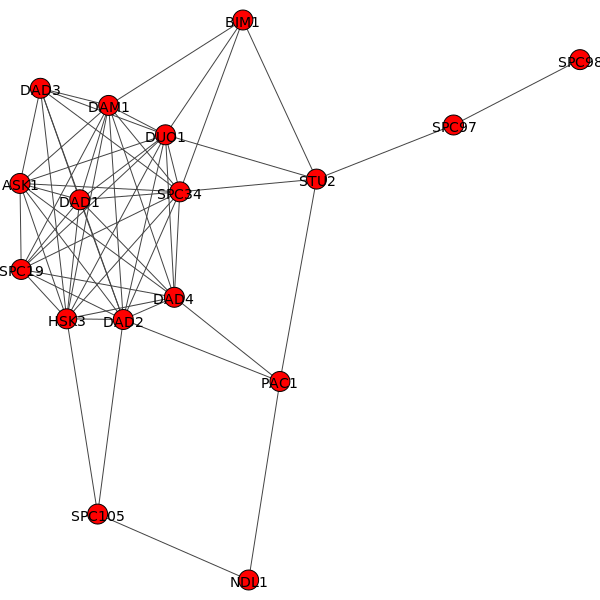 BIM1
SPC98
DAD3
DAM1
SPC97
DUO1
STU2
ASK1
SPC34
DAD1
SPC19
DAD4
HSK3
DAD2
PAC1
SPC105
NDL1